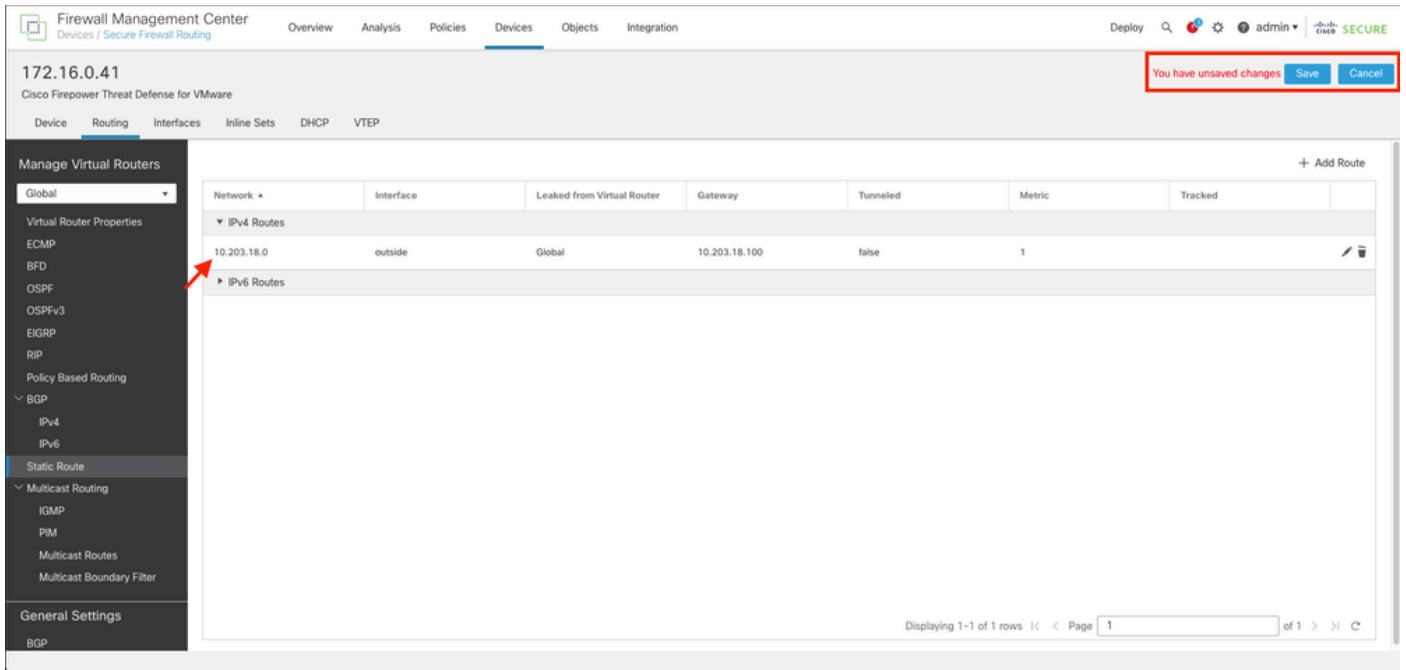 Firewall Management Center
Devices / Secure Firewall Routing
Overview Analysis Policies Devices Objects Integration
Deploy admin CISCO SECURE
172.16.0.41
Cisco Firepower Threat Defense for VMware
You have unsaved changes Save Cancel
Device Routing Interfaces Inline Sets DHCP VTEP
Manage Virtual Routers
Global
Virtual Router Properties
ECMP
BFD
OSPF
OSPFv3
EIGRP
RIP
Policy Based Routing
BGP
IPv4
IPv6
Static Route
Multicast Routing
IGMP
PIM
Multicast Routes
Multicast Boundary Filter
General Settings
BGP
+ Add Route
Network Interface Leaked from Virtual Router Gateway Tunneled Metric Tracked
IPv4 Routes
10.203.18.0 outside Global 10.203.18.100 false 1
IPv6 Routes
Displaying 1-1 of 1 rows |< < Page 1 of 1 > >|